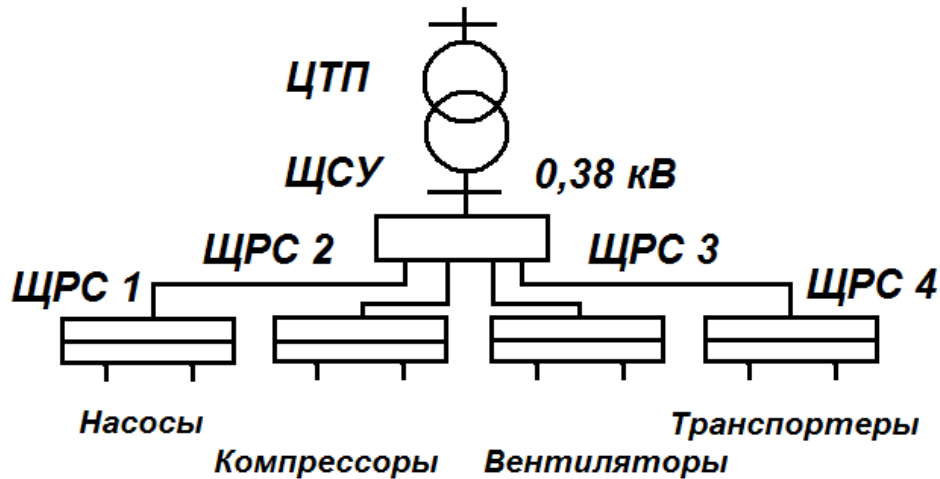 ЦТП
ЩСУ 0,38 кВ
ЩРС 2 ЩРС 3
ЩРС 1 ЩРС 4
Насосы Транспортеры
Компрессоры Вентиляторы